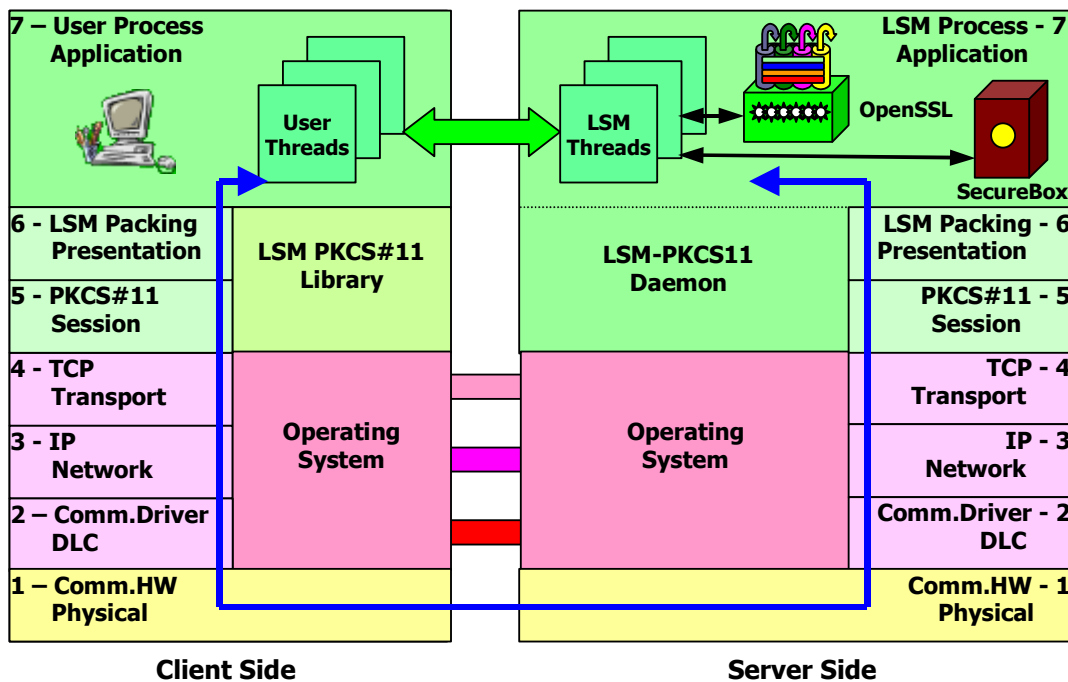 7 – User Process
Application
User
Threads
6 - LSM Packing
Presentation
5 - PKCS#11
Session
4 - TCP
Transport
3 - IP
Network
2 – Comm.Driver
DLC
1 – Comm.HW
Physical
LSM PKCS#11
Library
Operating
System
Client Side
LSM Process - 7
Application
LSM
Threads
OpenSSL
SecureBox
LSM-PKCS11
Daemon
Operating
System
LSM Packing - 6
Presentation
PKCS#11 - 5
Session
TCP - 4
Transport
IP - 3
Network
Comm.Driver - 2
DLC
Comm.HW - 1
Physical
Server Side